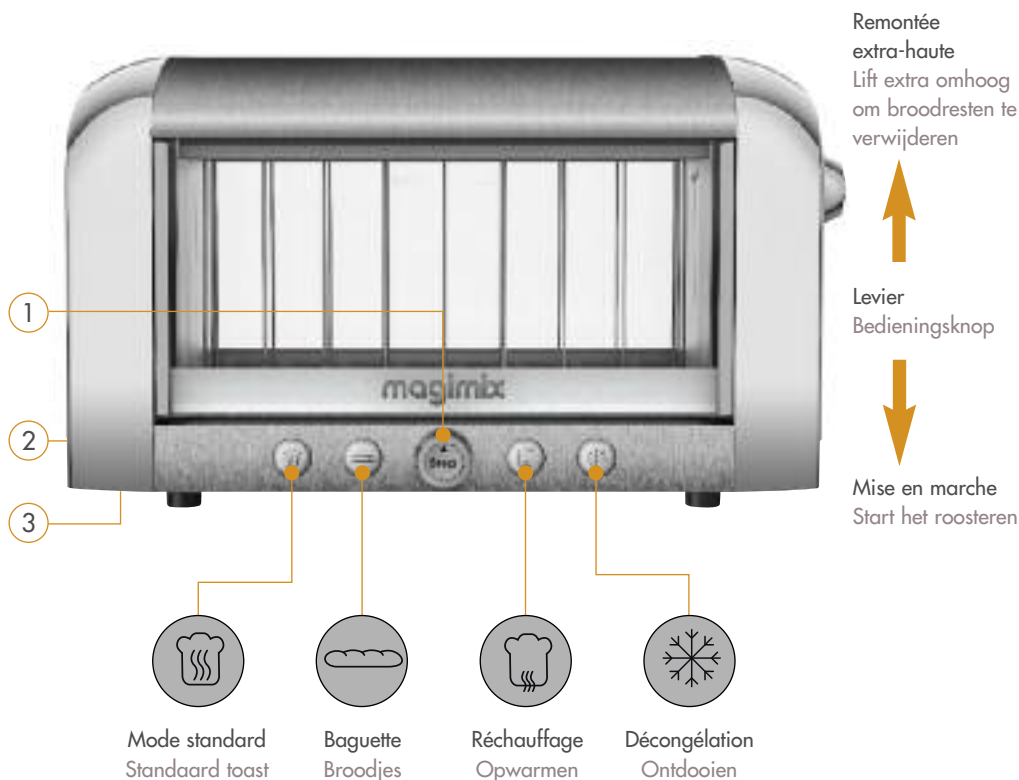 Remontée
extra-haute
Lift extra omhoog
om broodresten te
verwijderen
1
Levier
Bedieningsknop
magimix
2
Stop
Mise en marche
Start het roosteren
3
Mode standard
Standaard toast
Baguette
Broodjes
Réchauffage
Opwarmen
Décongélation
Ontdooien